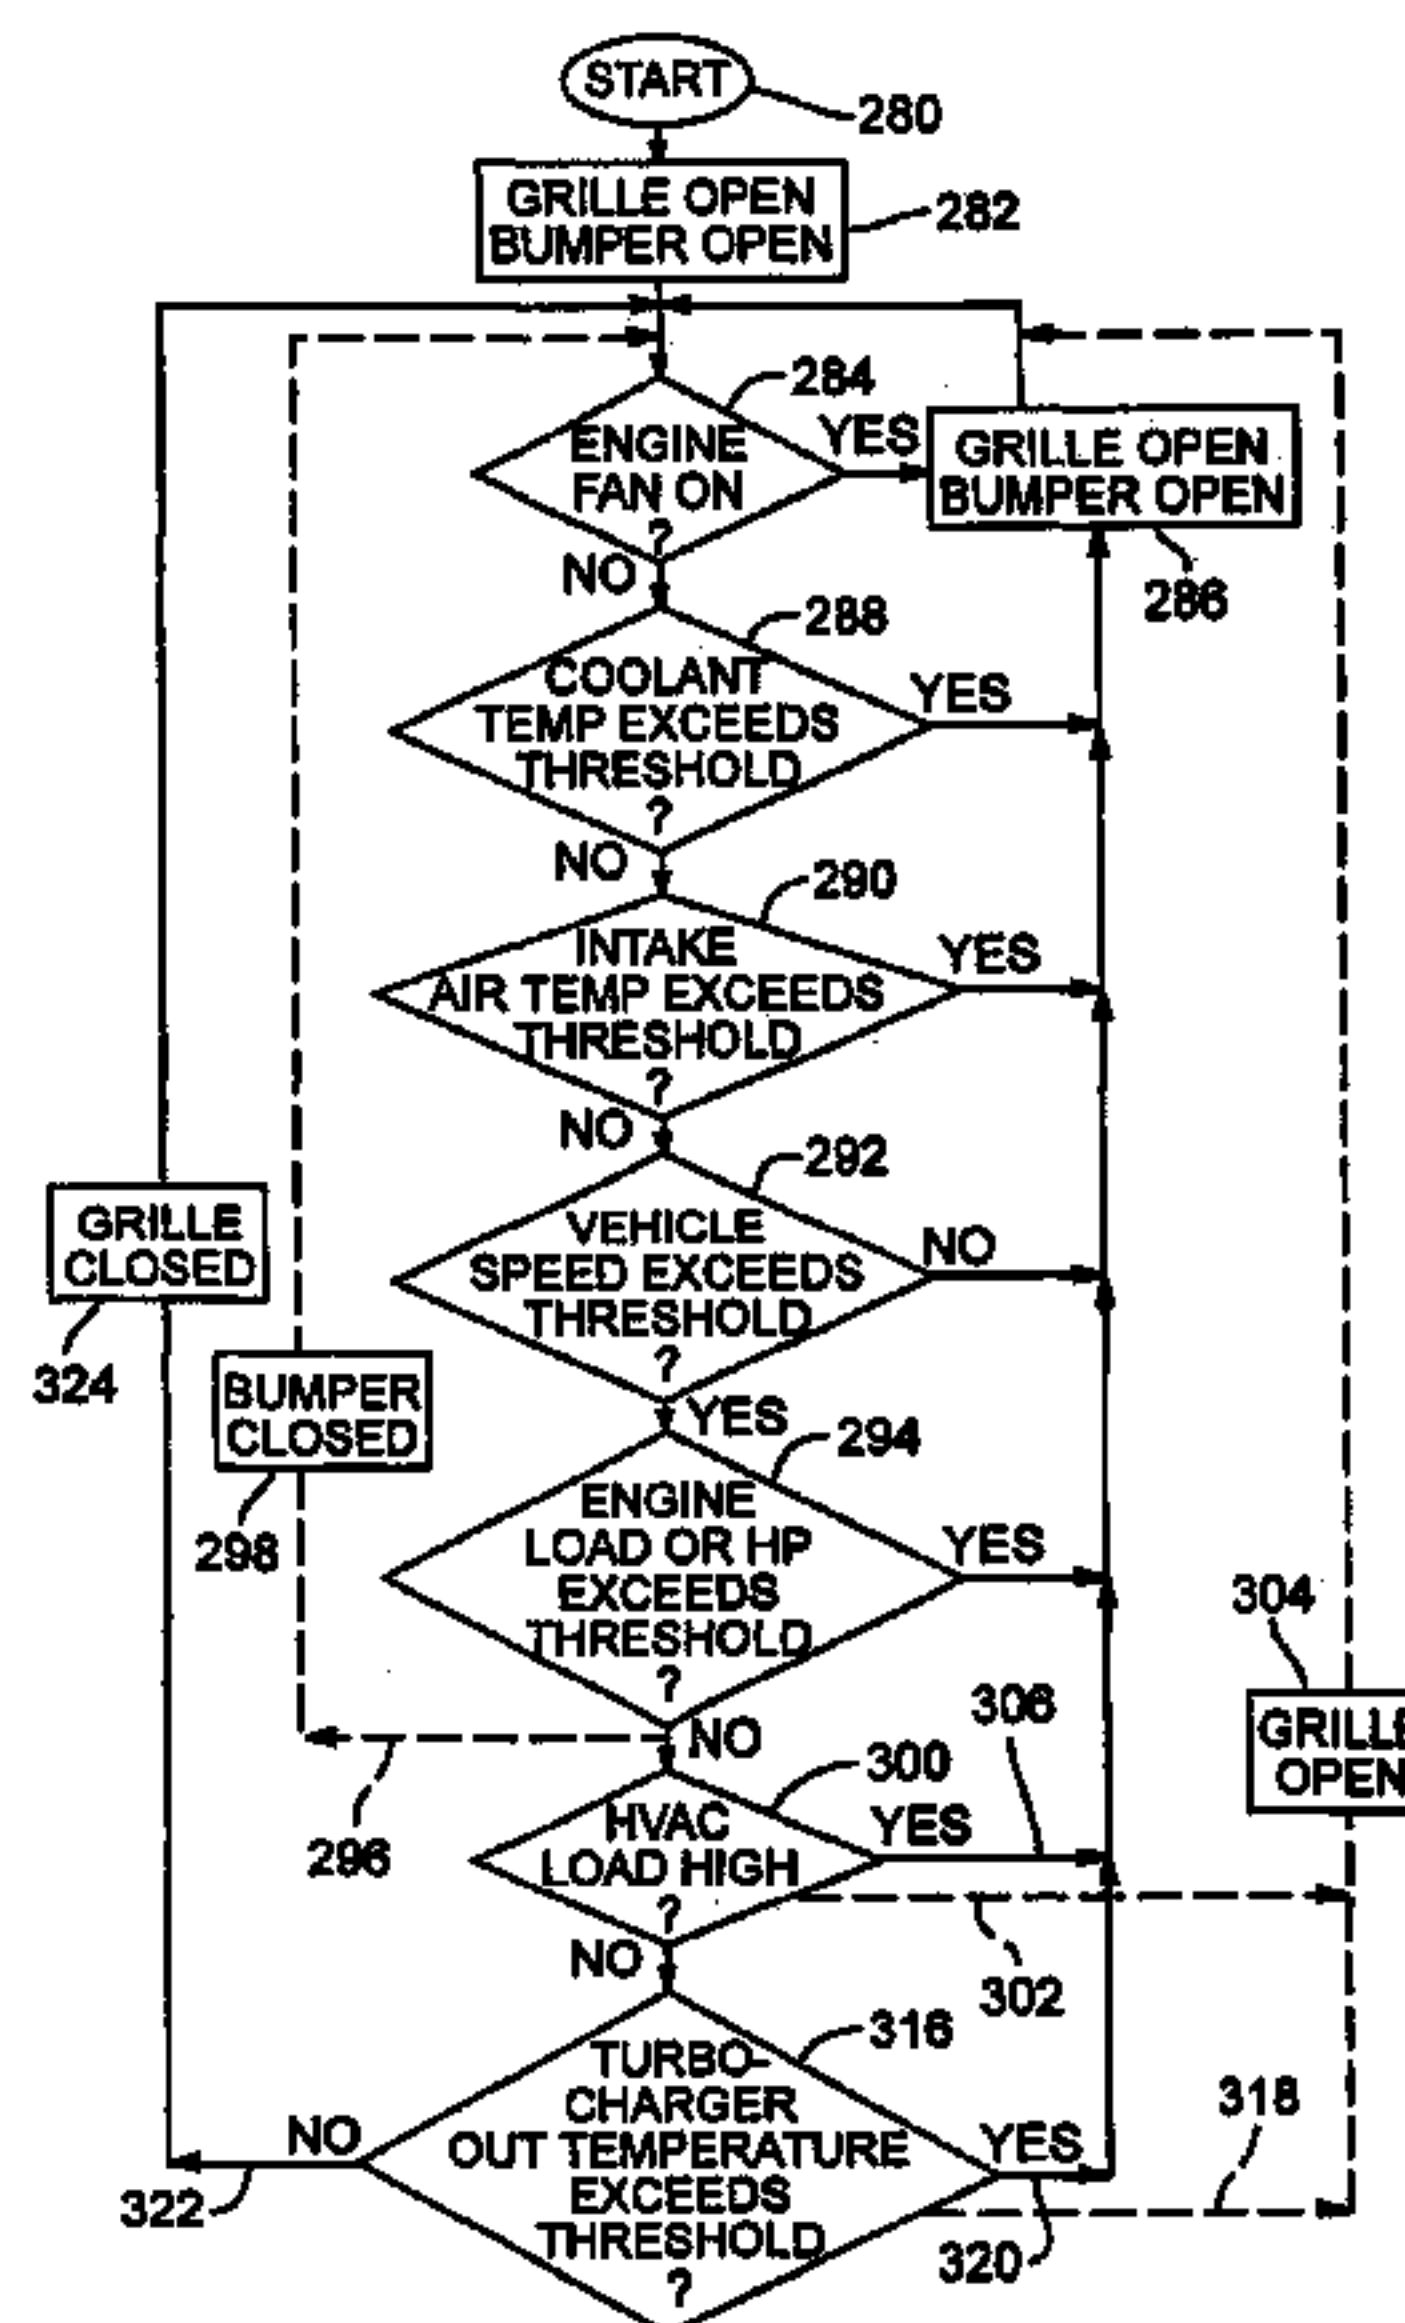 START
280
GRILLE OPEN
BUMPER OPEN
282
284
ENGINE
FAN ON
?
YES
GRILLE OPEN
BUMPER OPEN
286
NO
288
COOLANT
TEMP EXCEEDS
THRESHOLD
?
YES
NO
290
INTAKE
AIR TEMP EXCEEDS
THRESHOLD
?
YES
NO
292
VEHICLE
SPEED EXCEEDS
THRESHOLD
?
NO
GRILLE
CLOSED
324
BUMPER
CLOSED
298
YES
294
ENGINE
LOAD OR HP
EXCEEDS
THRESHOLD
?
YES
304
GRILLE
OPEN
306
NO
296
300
HVAC
LOAD HIGH
?
YES
302
NO
316
TURBO-
CHARGER
OUT TEMPERATURE
EXCEEDS
THRESHOLD
?
YES
318
NO
322
320